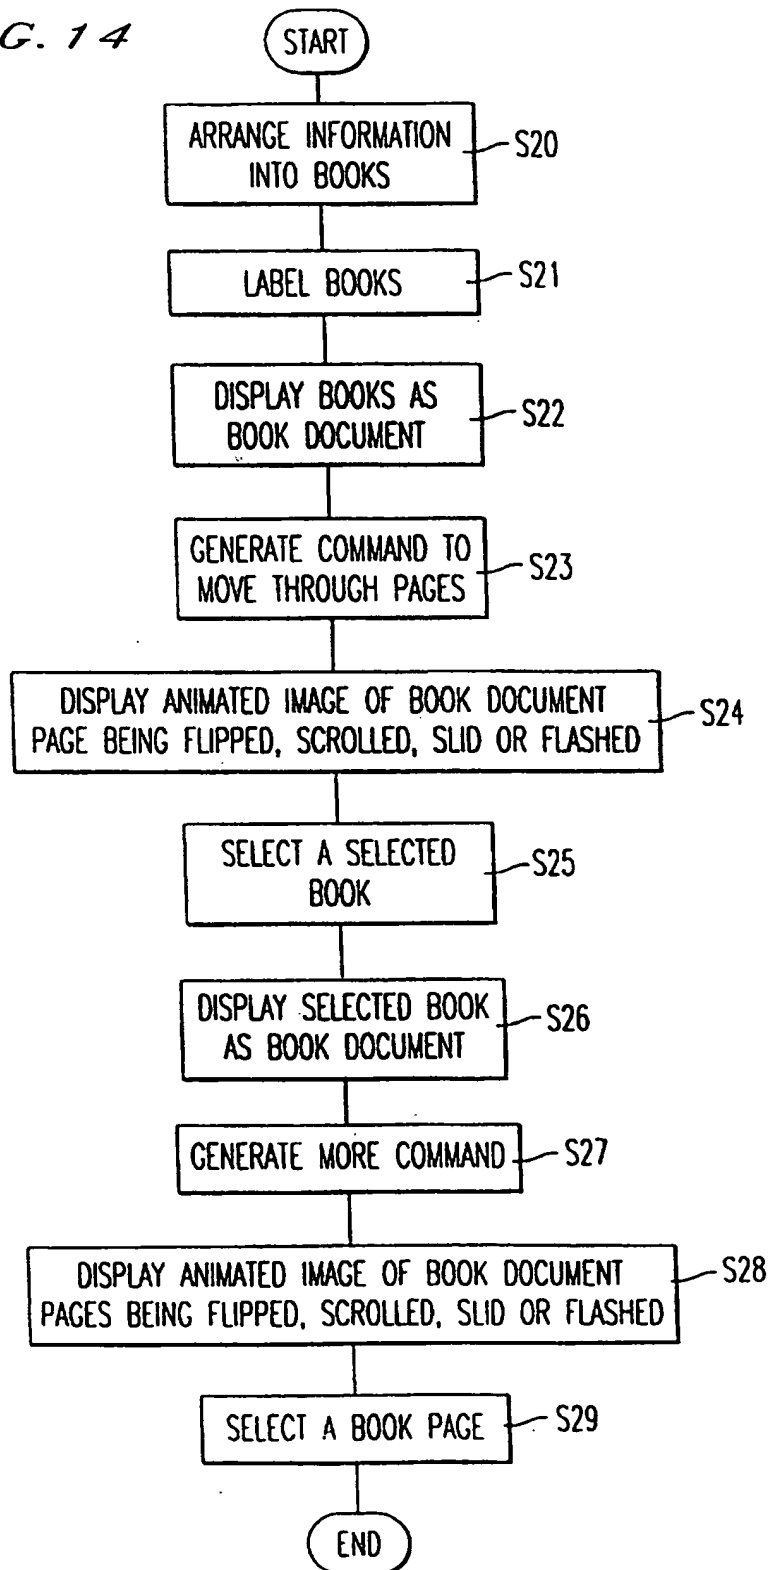 G. 14
START
ARRANGE INFORMATION
INTO BOOKS
S20
LABEL BOOKS
S21
DISPLAY BOOKS AS
BOOK DOCUMENT
S22
GENERATE COMMAND TO
MOVE THROUGH PAGES
S23
DISPLAY ANIMATED IMAGE OF BOOK DOCUMENT
PAGE BEING FLIPPED, SCROLLED, SLID OR FLASHED
S24
SELECT A SELECTED
BOOK
S25
DISPLAY SELECTED BOOK
AS BOOK DOCUMENT
S26
GENERATE MORE COMMAND
S27
DISPLAY ANIMATED IMAGE OF BOOK DOCUMENT
PAGES BEING FLIPPED, SCROLLED, SLID OR FLASHED
S28
SELECT A BOOK PAGE
S29
END